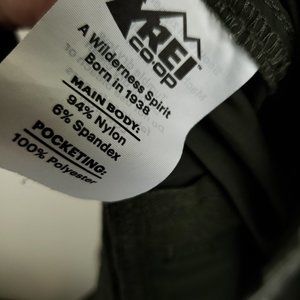 REI
CO·OP
A Wilderness Spirit
Born in 1938
MAIN BODY:
94% Nylon
6% Spandex
POCKETING:
100% Polyester